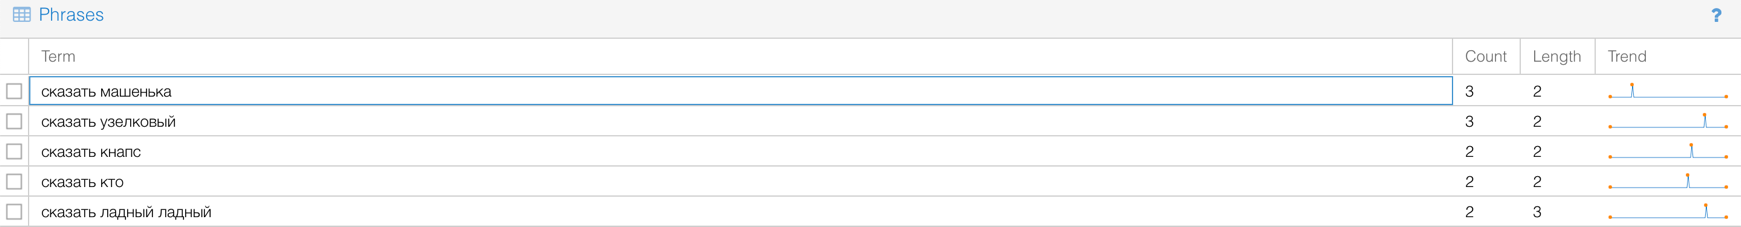 Phrases ?
Term Count Length Trend
сказать машенька 3 2
сказать узелковый 3 2
сказать кнапс 2 2
сказать кто 2 2
сказать ладный ладный 2 3